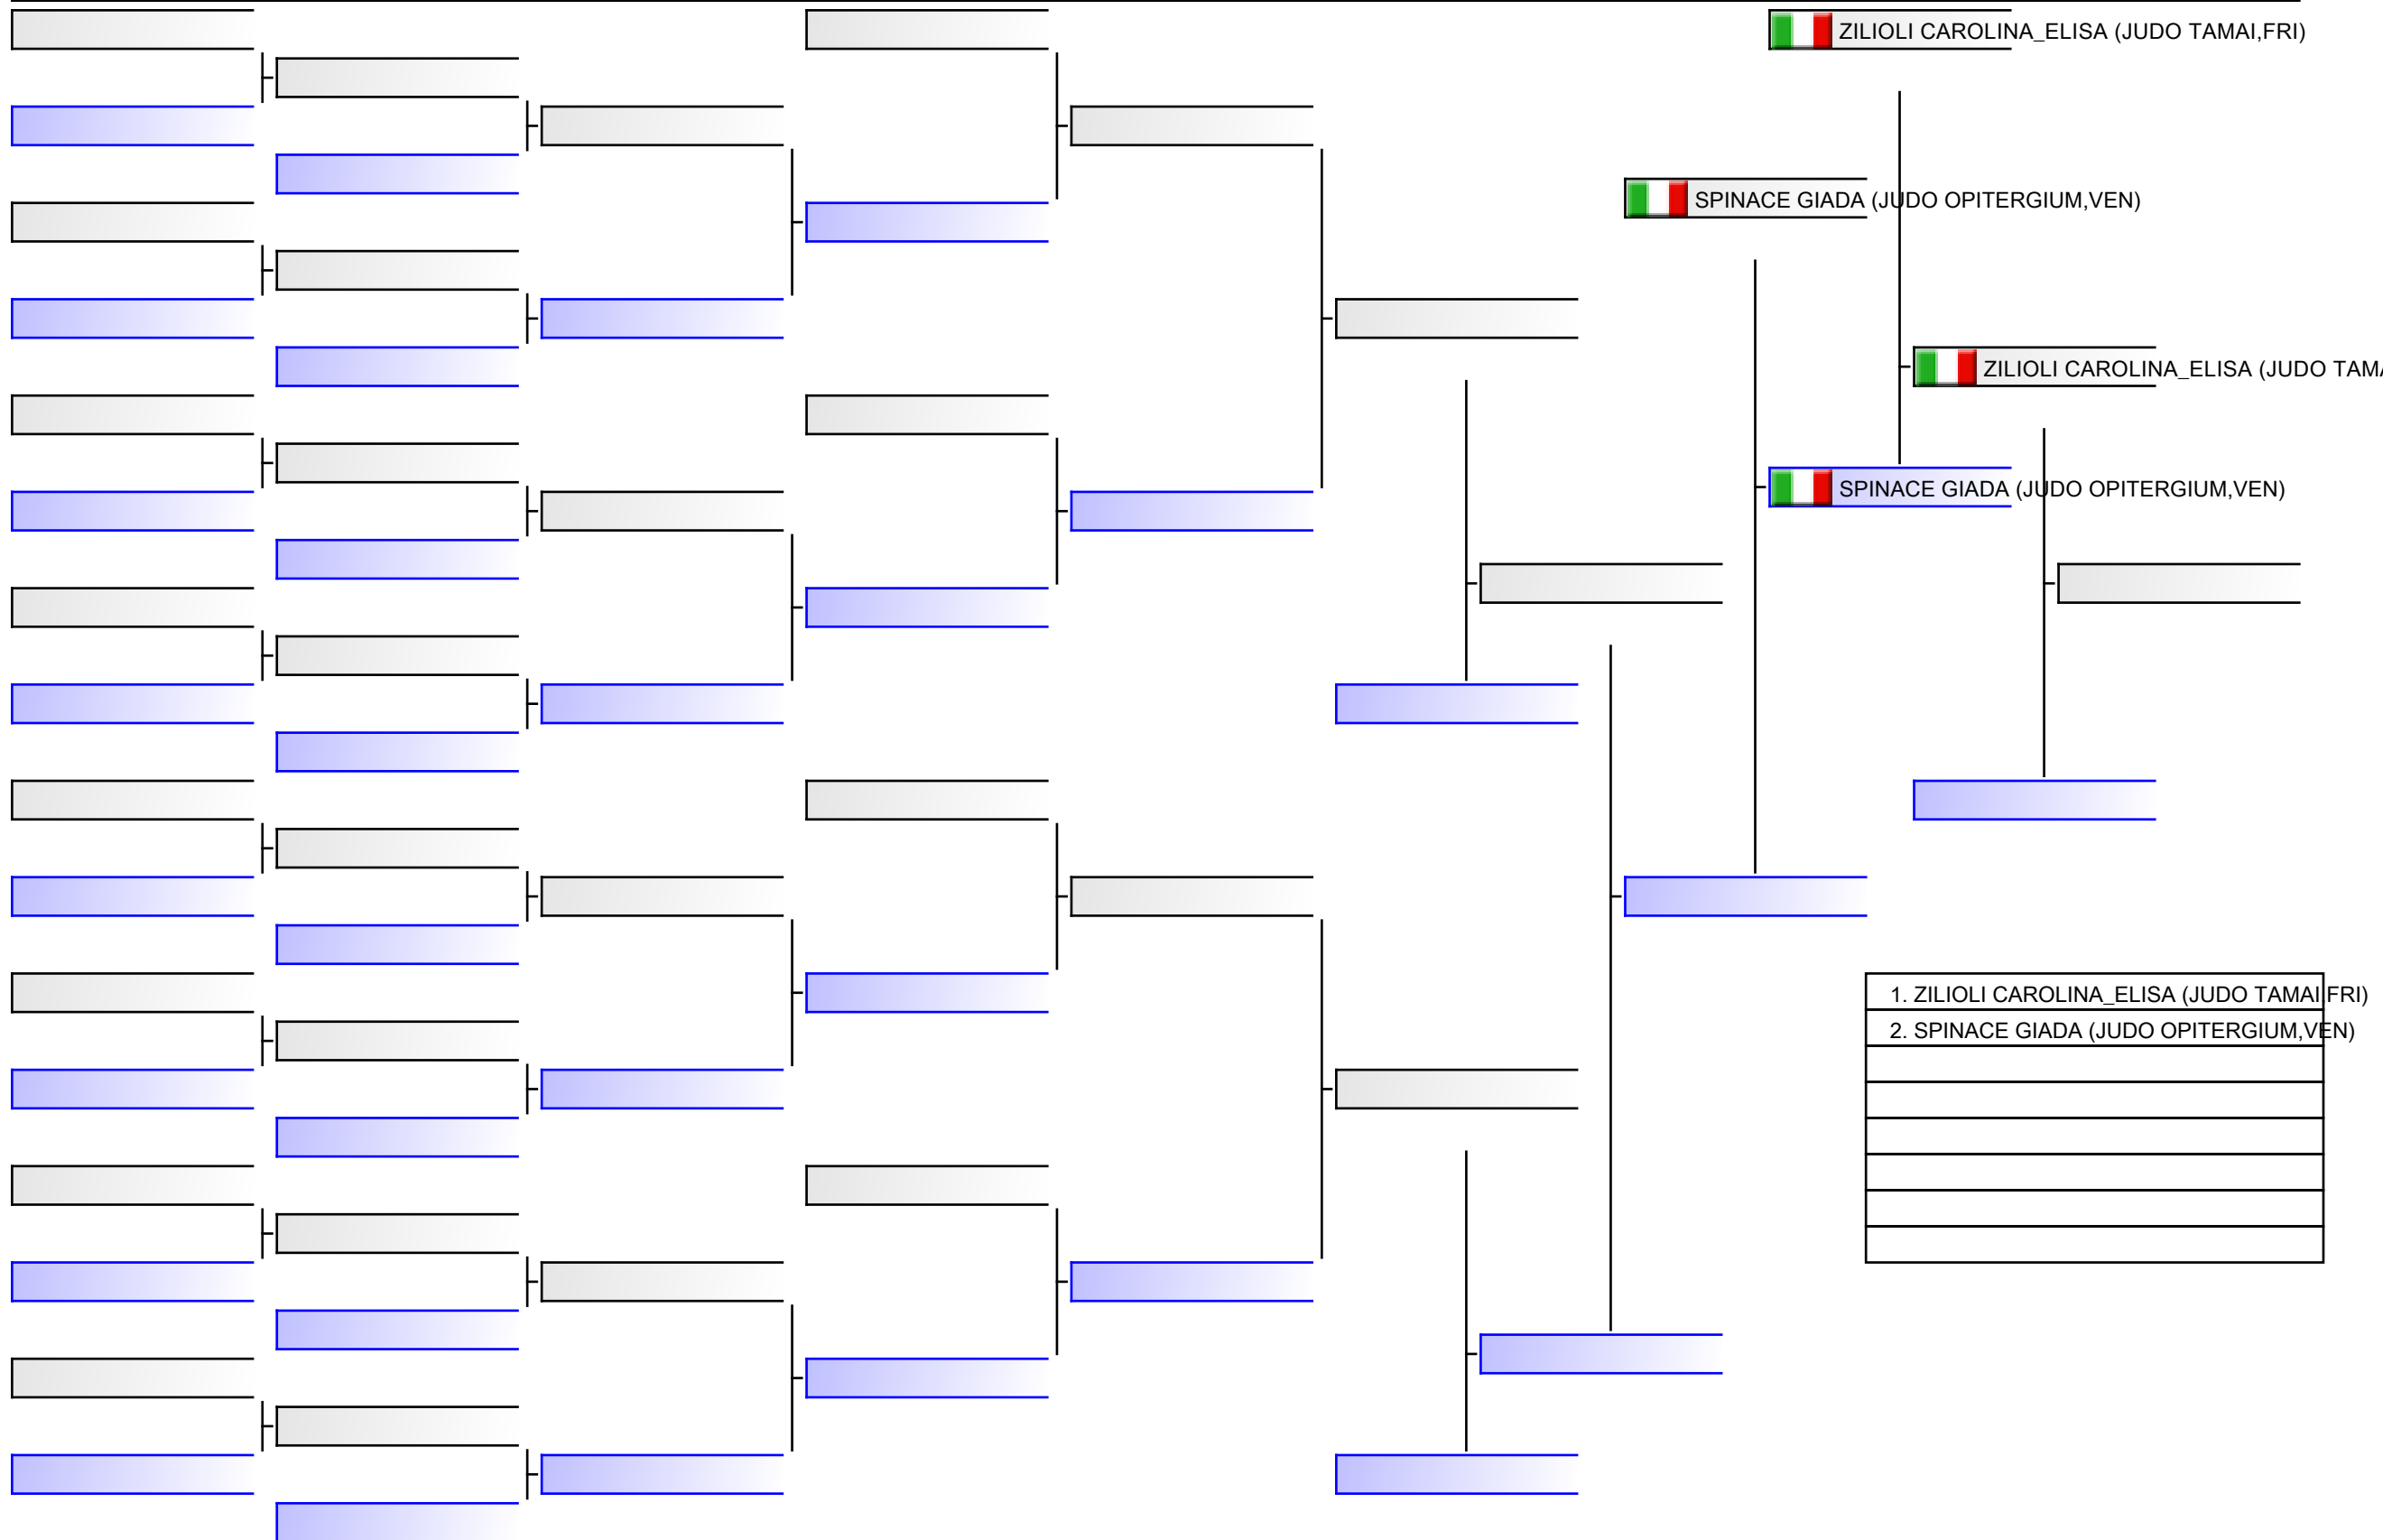 ZILIOLI CAROLINA_ELISA (JUDO TAMAI,FRI)
SPINACE GIADA (JUDO OPITERGIUM,VEN)
ZILIOLI CAROLINA_ELISA (JUDO TAMA
SPINACE GIADA (JUDO OPITERGIUM,VEN)
1. ZILIOLI CAROLINA_ELISA (JUDO TAMAI,FRI)
2. SPINACE GIADA (JUDO OPITERGIUM,VEN)